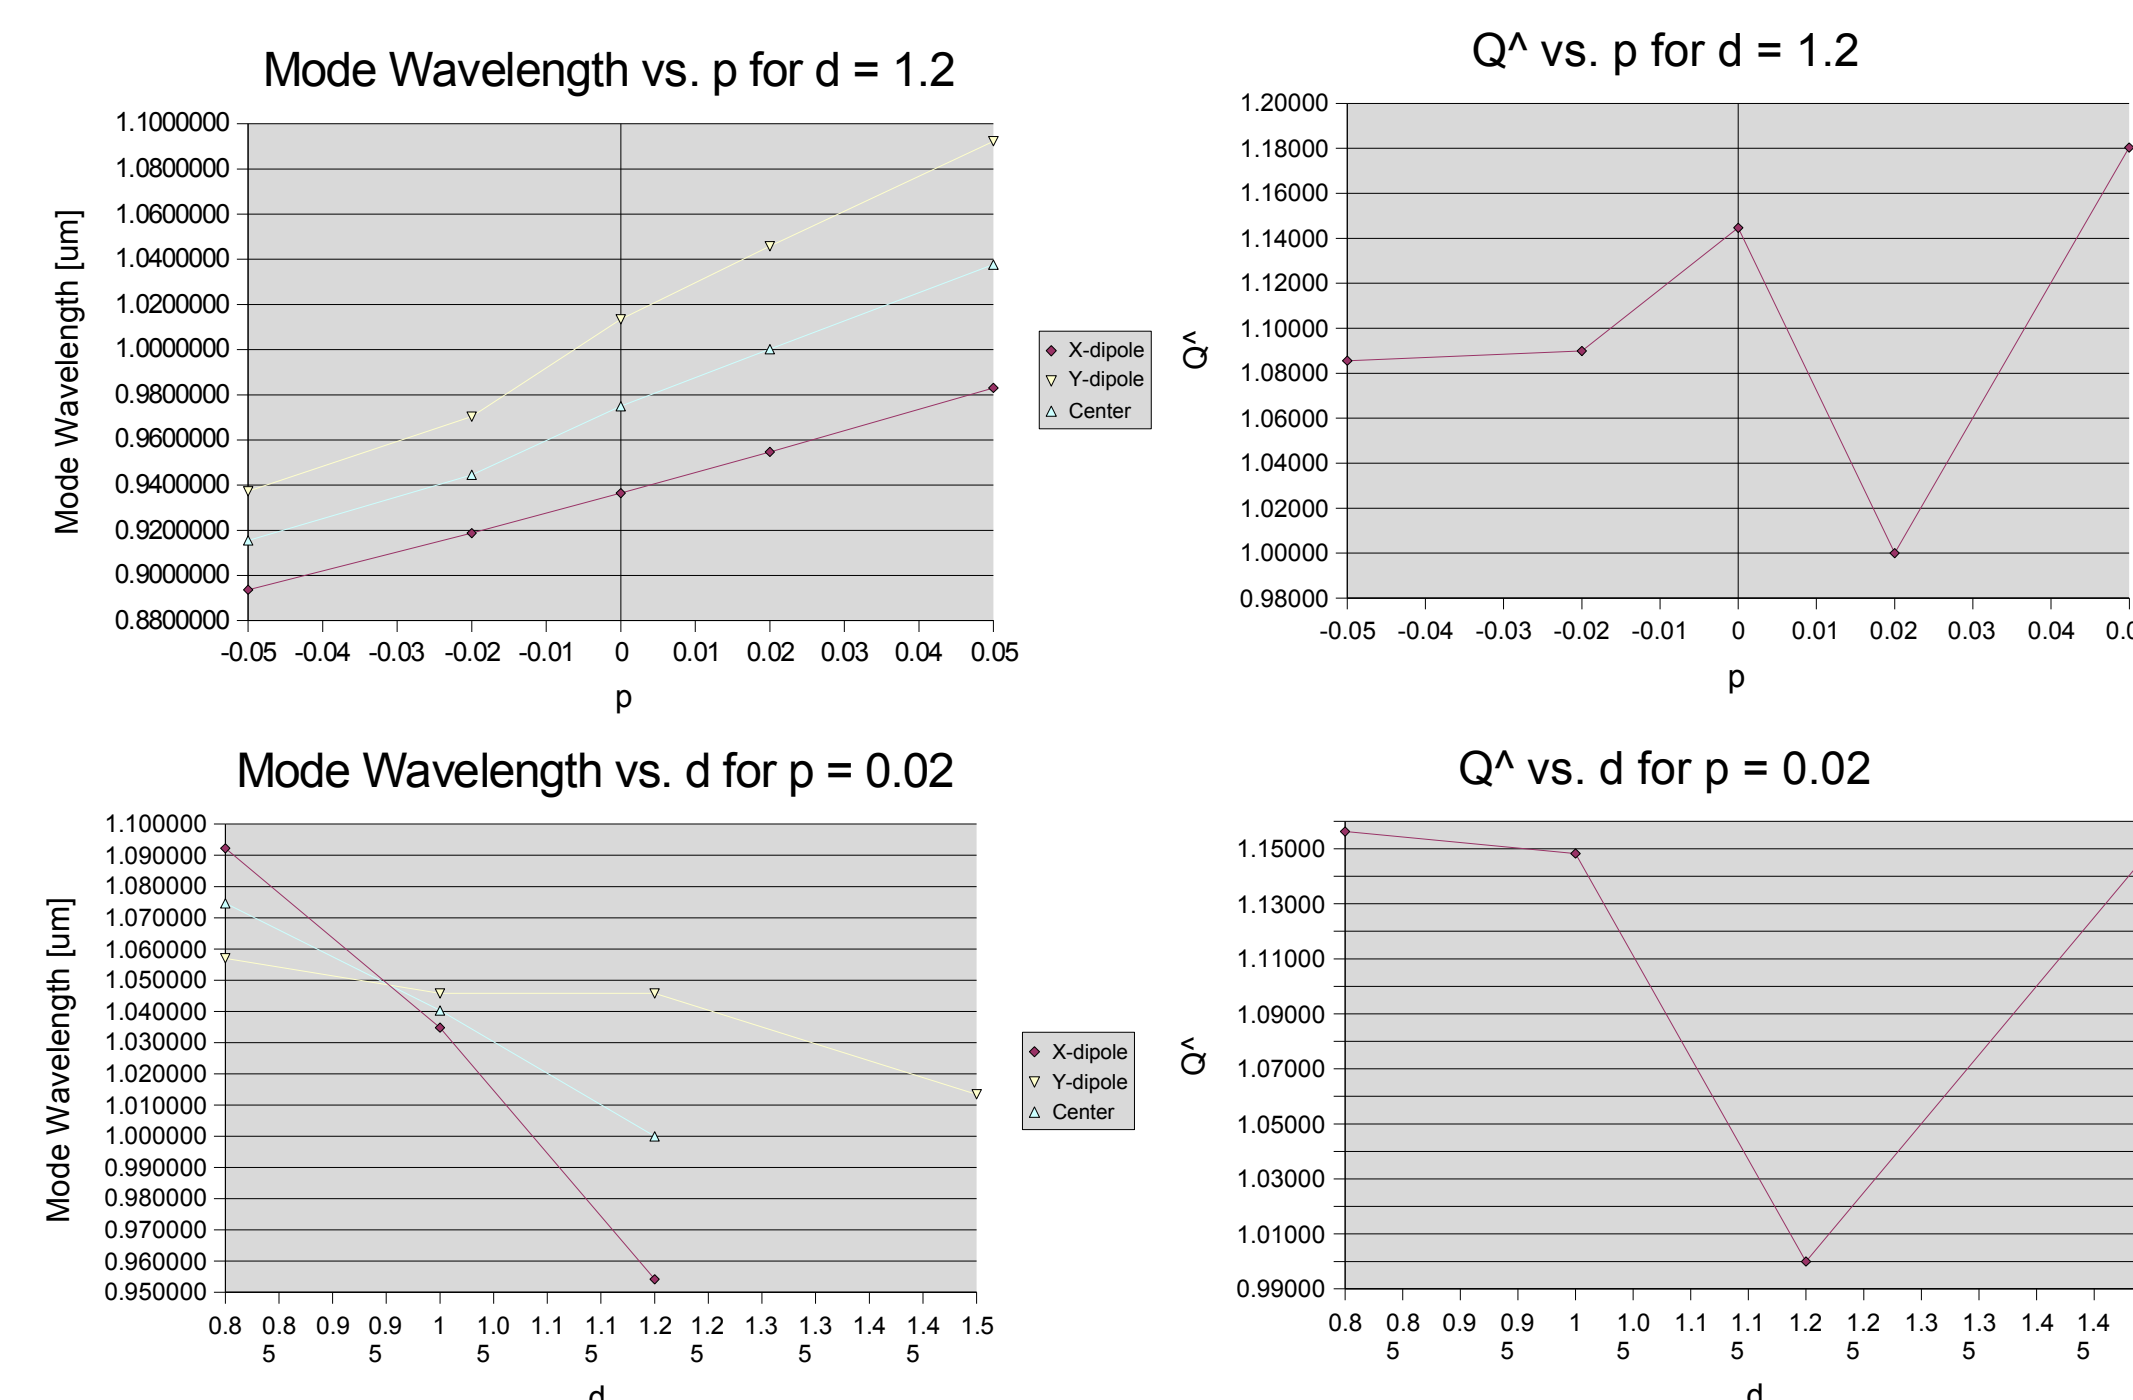 Mode Wavelength vs. p for d = 1.2
1.1000000
1.0800000
1.0600000
1.0400000
1.0200000
1.0000000
0.9800000
0.9600000
0.9400000
0.9200000
0.9000000
0.8800000
Mode Wavelength [um]
-0.05 -0.04 -0.03 -0.02 -0.01 0 0.01 0.02 0.03 0.04 0.05
p
X-dipole
Y-dipole
Center
Q^ vs. p for d = 1.2
1.20000
1.18000
1.16000
1.14000
1.12000
1.10000
1.08000
1.06000
1.04000
1.02000
1.00000
0.98000
Q^
-0.05 -0.04 -0.03 -0.02 -0.01 0 0.01 0.02 0.03 0.04
p
Mode Wavelength vs. d for p = 0.02
1.100000
1.090000
1.080000
1.070000
1.060000
1.050000
1.040000
1.030000
1.020000
1.010000
1.000000
0.990000
0.980000
0.970000
0.960000
0.950000
Mode Wavelength [um]
0.8 0.8 0.9 0.9 1 1.0 1.1 1.1 1.2 1.2 1.3 1.3 1.4 1.4 1.5
5 5 5 5 5 5 5
d
X-dipole
Y-dipole
Center
Q^ vs. d for p = 0.02
1.15000
1.13000
1.11000
1.09000
1.07000
1.05000
1.03000
1.01000
0.99000
Q^
0.8 0.8 0.9 0.9 1 1.0 1.1 1.1 1.2 1.2 1.3 1.3 1.4 1.4
5 5 5 5 5 5 5
d